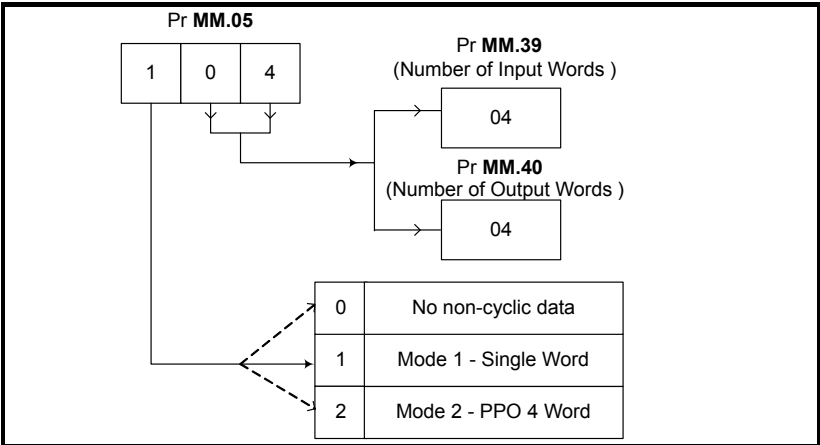 Pr MM.05
1 0 4
Pr MM.39
(Number of Input Words )
04
Pr MM.40
(Number of Output Words )
04
0 No non-cyclic data
1 Mode 1 - Single Word
2 Mode 2 - PPO 4 Word